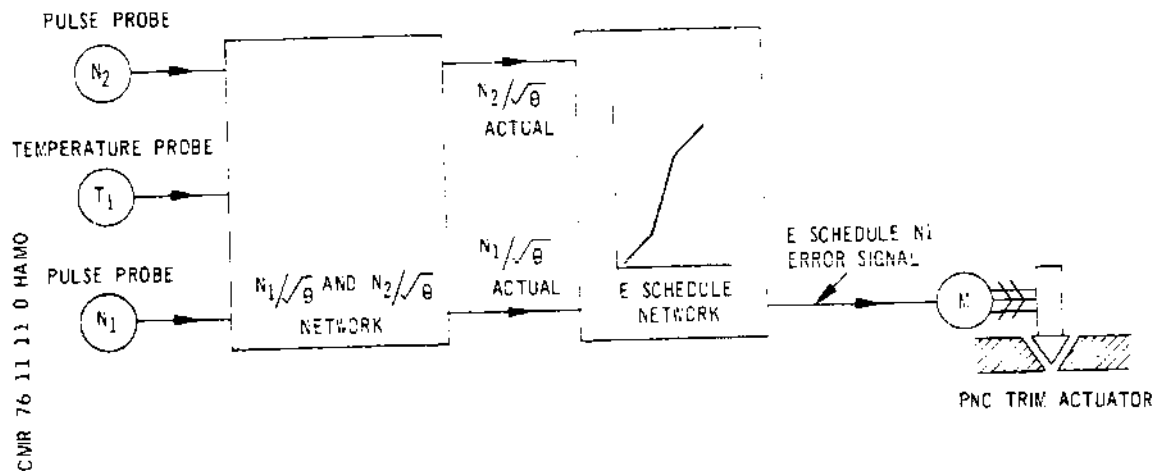 PULSE PROBE
N2
TEMPERATURE PROBE
T1
PULSE PROBE
N1
N1/√θ AND N2/√θ
NETWORK
N2/√θ
ACTUAL
N1/√θ
ACTUAL
E SCHEDULE
NETWORK
E SCHEDULE N1
ERROR SIGNAL
M
PNC TRIM ACTUATOR
CMR 76 11 11 0 HAMO